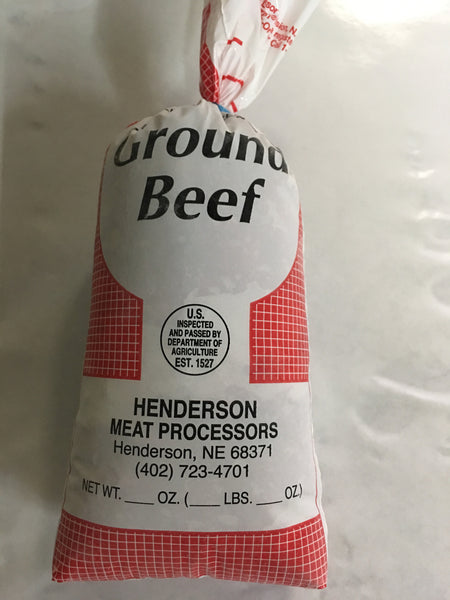 Ground
Beef
U.S.
INSPECTED
AND PASSED BY
DEPARTMENT OF
AGRICULTURE
EST. 1527
HENDERSON
MEAT PROCESSORS
Henderson, NE 68371
(402) 723-4701
NET WT. ____ OZ. (____ LBS. ____ OZ.)